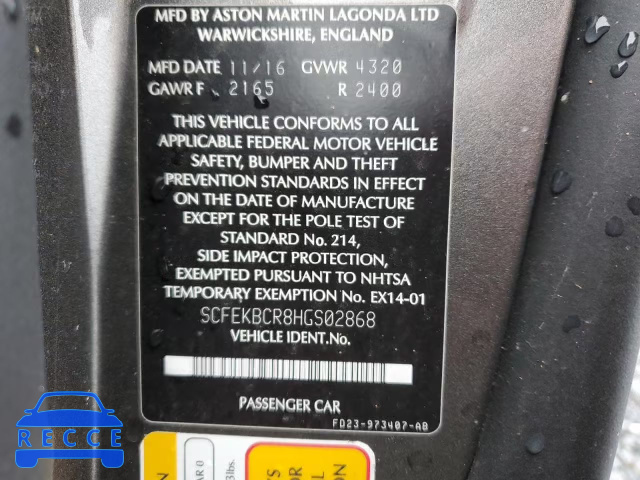 MFD BY ASTON MARTIN LAGONDA LTD
WARWICKSHIRE, ENGLAND
MFD DATE 11/16 GVWR 4320
GAWR F 2165 R 2400
THIS VEHICLE CONFORMS TO ALL
APPLICABLE FEDERAL MOTOR VEHICLE
SAFETY, BUMPER AND THEFT
PREVENTION STANDARDS IN EFFECT
ON THE DATE OF MANUFACTURE
EXCEPT FOR THE POLE TEST OF
STANDARD No. 214,
SIDE IMPACT PROTECTION,
EXEMPTED PURSUANT TO NHTSA
TEMPORARY EXEMPTION No. EX14-01
SCFEKBCR8HGS02868
VEHICLE IDENT.No.
PASSENGER CAR
FD23-973407-AB
RECCE